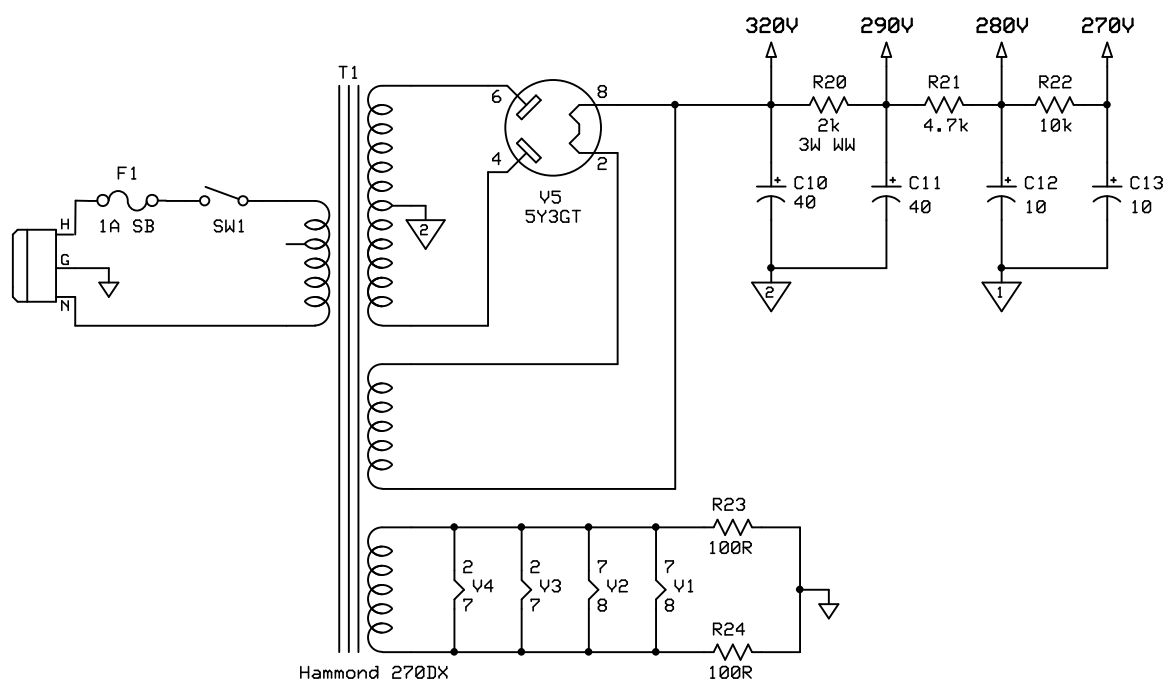 320V 290V 280V 270V
T1
R20 R21 R22
2k 4.7k 10k
3W WW
6 8
4 2
V5
5Y3GT
C10 C11 C12 C13
40 40 10 10
F1
1A SB SW1
H
G
N
2
2 1
R23
100R
2 2 7 7
V4 V3 V2 V1
7 7 8 8
R24
100R
Hammond 270DX